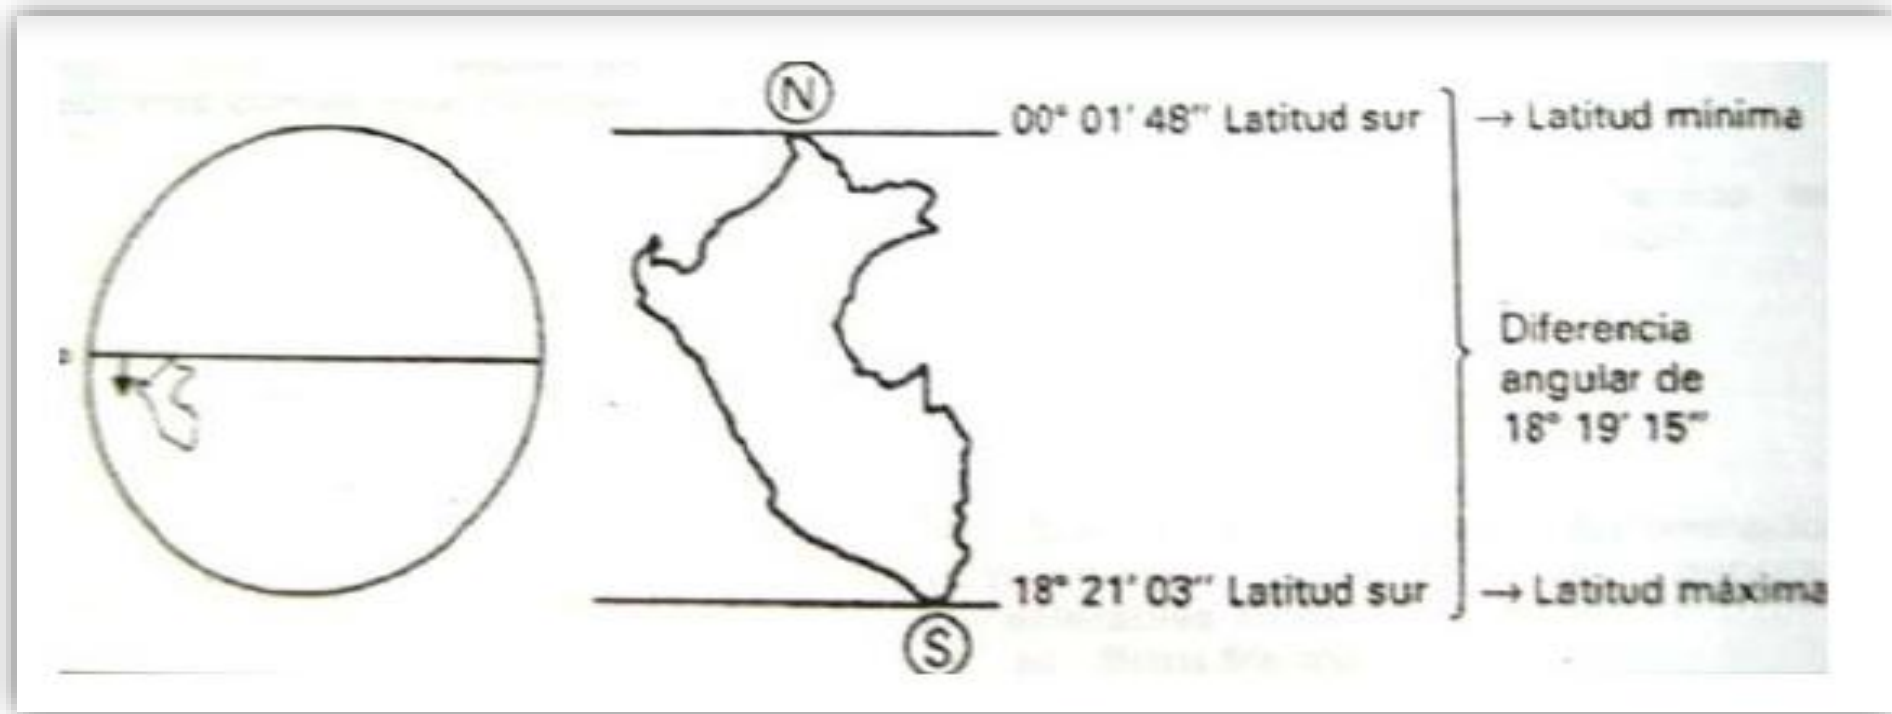 N
00° 01' 48" Latitud sur → Latitud mínima
Diferencia
angular de
18° 19' 15"
18° 21' 03" Latitud sur → Latitud máxima
S